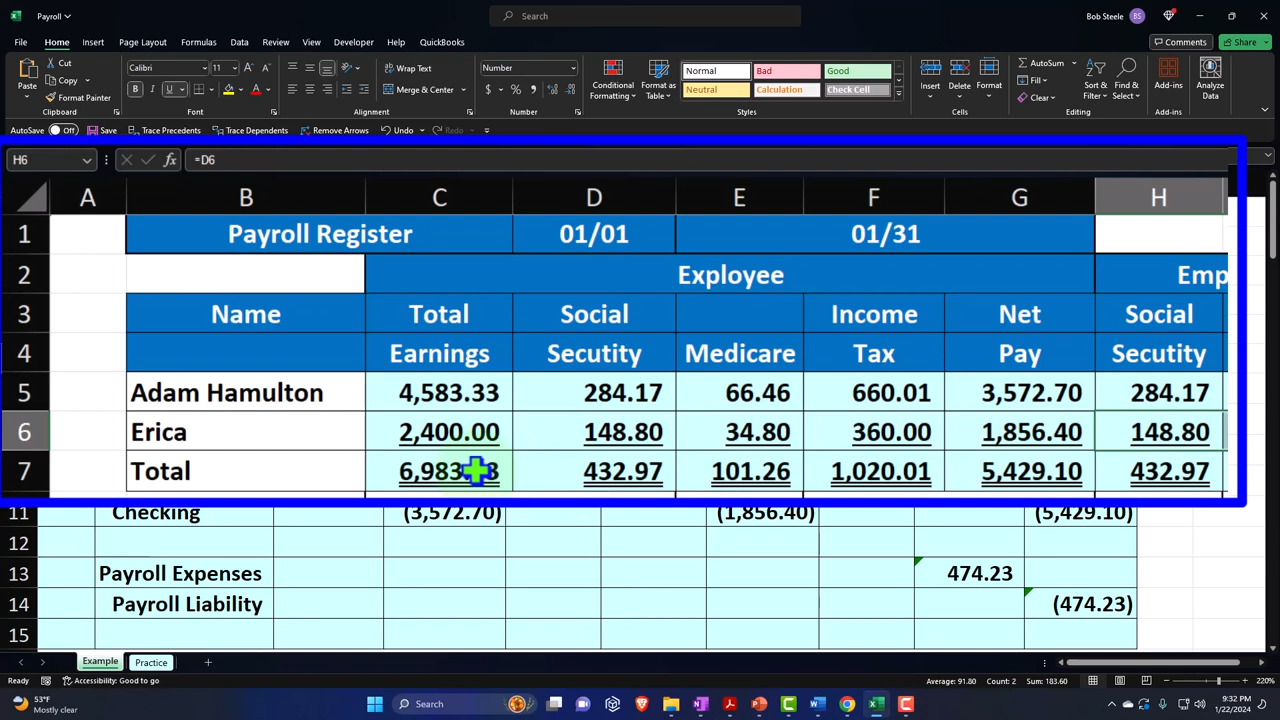 Payroll
Search
Bob Steele BS
File Home Insert Page Layout Formulas Data Review View Developer Help QuickBooks Comments Share
Cut
Copy
Format Painter
Paste
Clipboard
Calibri 11
B I U
Font
Wrap Text
Merge & Center
Alignment
Number
$ % 9
Number
Conditional Formatting
Format as Table
Normal Bad Good
Neutral Calculation Check Cell
Styles
Insert Delete Format
Cells
AutoSum
Fill
Clear
Sort & Filter
Find & Select
Editing
Add-ins
Add-ins
Analyze Data
AutoSave Off Save Trace Precedents Trace Dependents Remove Arrows Undo
H6 fx =D6
A B C D E F G H
1 Payroll Register 01/01 01/31
2 Exployee Emp
3 Name Total Social Income Net Social
4 Earnings Secutity Medicare Tax Pay Secutity
5 Adam Hamulton 4,583.33 284.17 66.46 660.01 3,572.70 284.17
6 Erica 2,400.00 148.80 34.80 360.00 1,856.40 148.80
7 Total 432.97 101.26 1,020.01 5,429.10 432.97
11 Checking (3,572.70) (1,856.40) (5,429.10)
12
13 Payroll Expenses 474.23
14 Payroll Liability (474.23)
15
Example Practice
Ready Accessibility: Good to go Average: 91.80 Count: 2 Sum: 183.60 220%
53°F
Mostly clear
Search
9:32 PM
1/22/2024